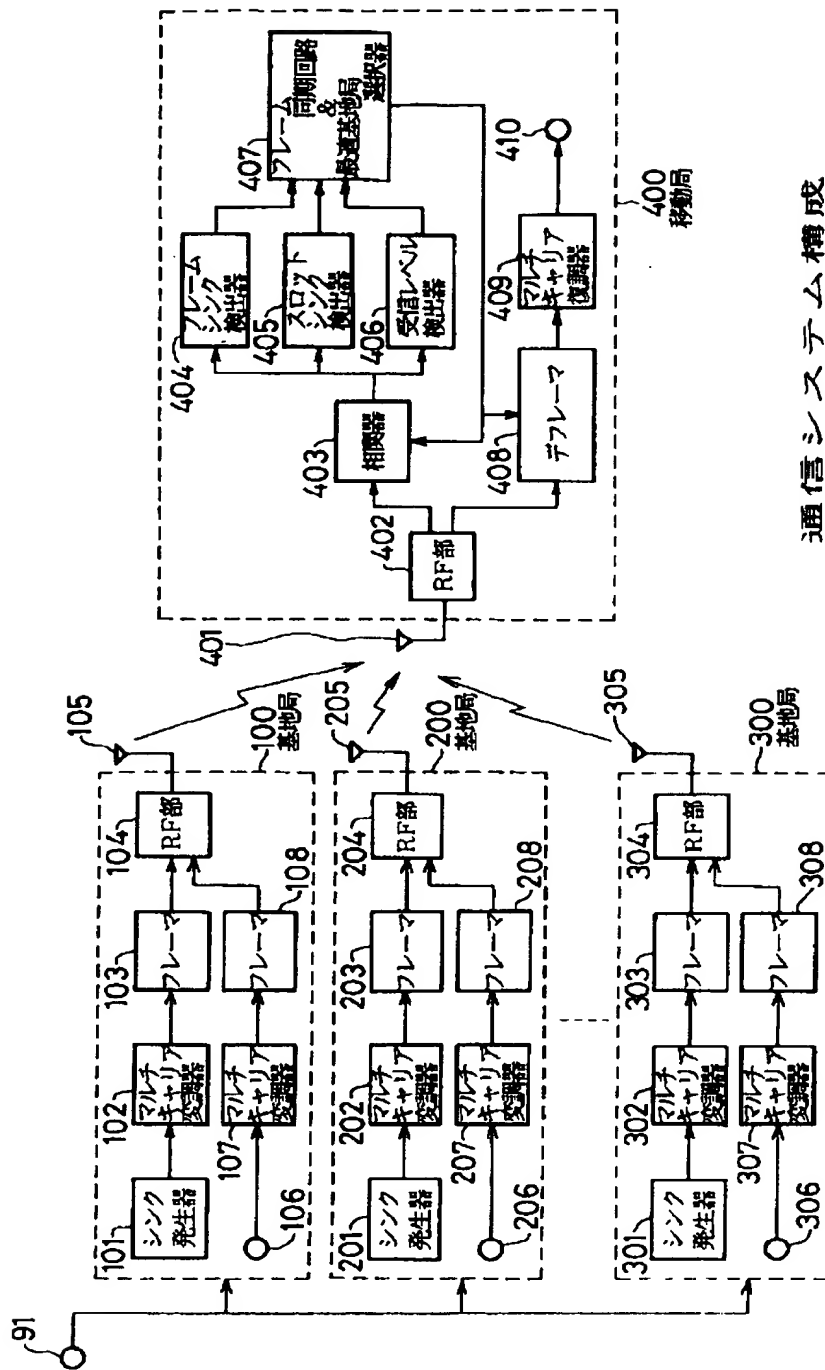 91
101
シンク
発生器
102
マルチ
キャリア
変調器
103
フレーマ
104
RF部
105
106
107
マルチ
キャリア
変調器
108
フレーマ
100
基地局
201
シンク
発生器
202
マルチ
キャリア
変調器
203
フレーマ
204
RF部
205
206
207
マルチ
キャリア
変調器
208
フレーマ
200
基地局
301
シンク
発生器
302
マルチ
キャリア
変調器
303
フレーマ
304
RF部
305
306
307
マルチ
キャリア
変調器
308
フレーマ
300
基地局
401
402
RF部
403
相関器
404
フレーム
シンク
検出器
405
スロット
シンク
検出器
406
受信レベル
検出器
407
フレーム
同期回路
&
最適基地局
選択器
408
デフレーマ
409
マルチ
キャリア
復調器
410
400
移動局
通信システム構成